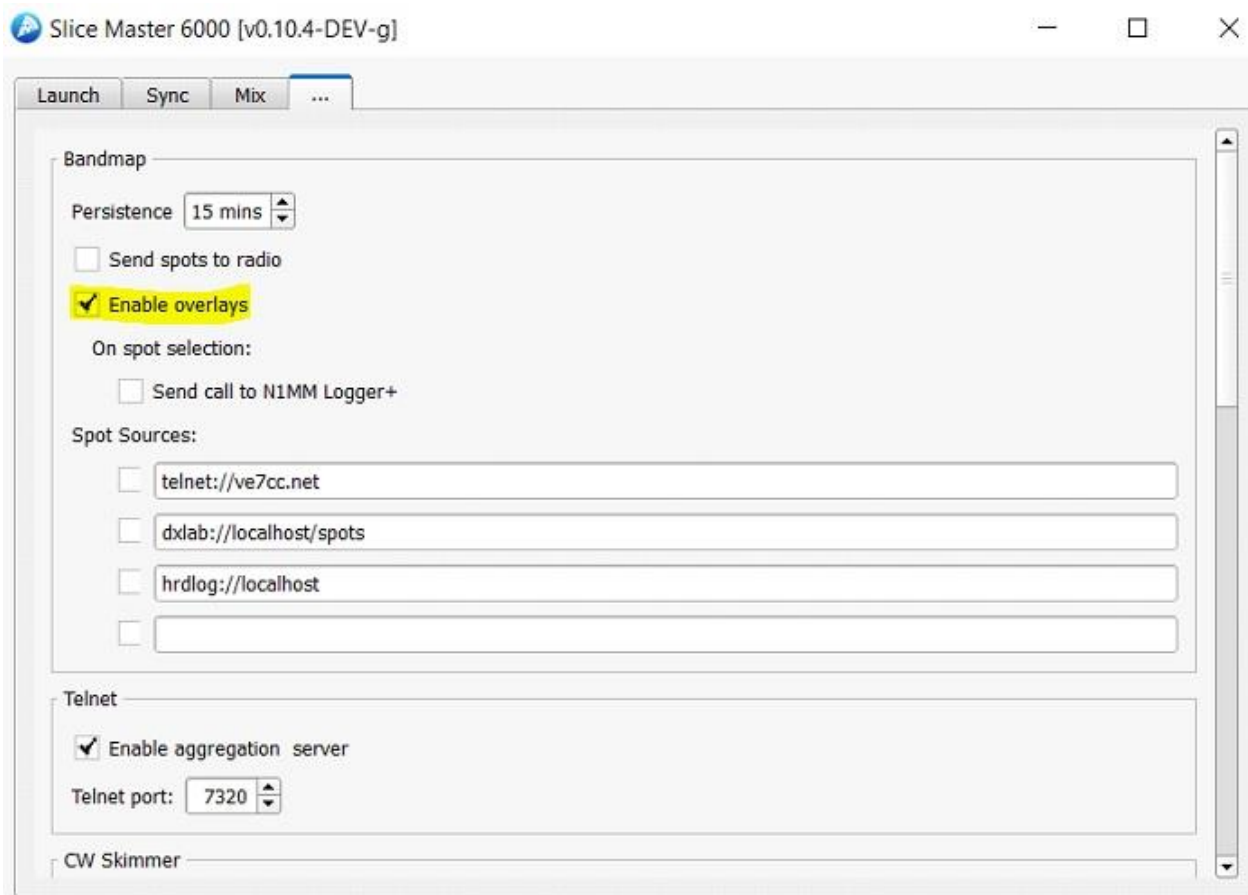 Slice Master 6000 [v0.10.4-DEV-g]
Launch Sync Mix ...
Bandmap
Persistence 15 mins
Send spots to radio
Enable overlays
On spot selection:
Send call to N1MM Logger+
Spot Sources:
telnet://ve7cc.net
dxlab://localhost/spots
hrdlog://localhost
Telnet
Enable aggregation server
Telnet port: 7320
CW Skimmer